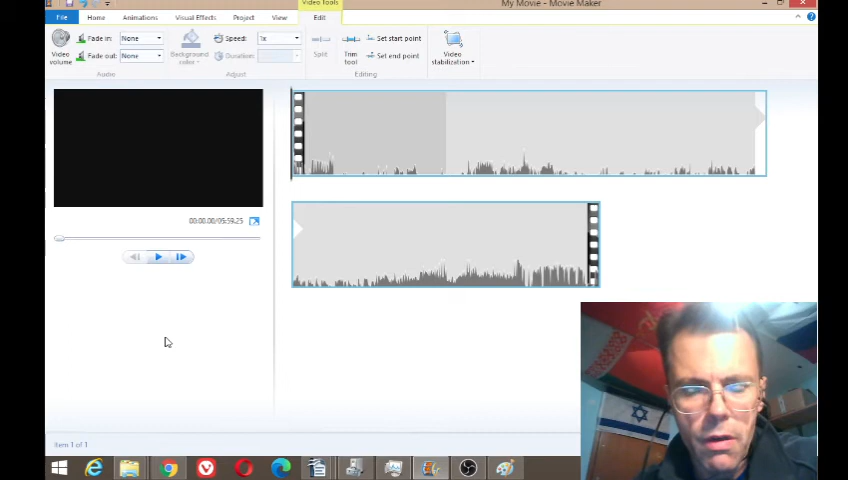 Video Tools
My Movie - Movie Maker
File Home Animations Visual Effects Project View Edit
Video volume
Fade in: None
Fade out: None
Audio
Background color
Speed: 1x
Duration:
Adjust
Split
Trim tool
Set start point
Set end point
Editing
Video stabilization
00:00.00/05:59.25
Item 1 of 1